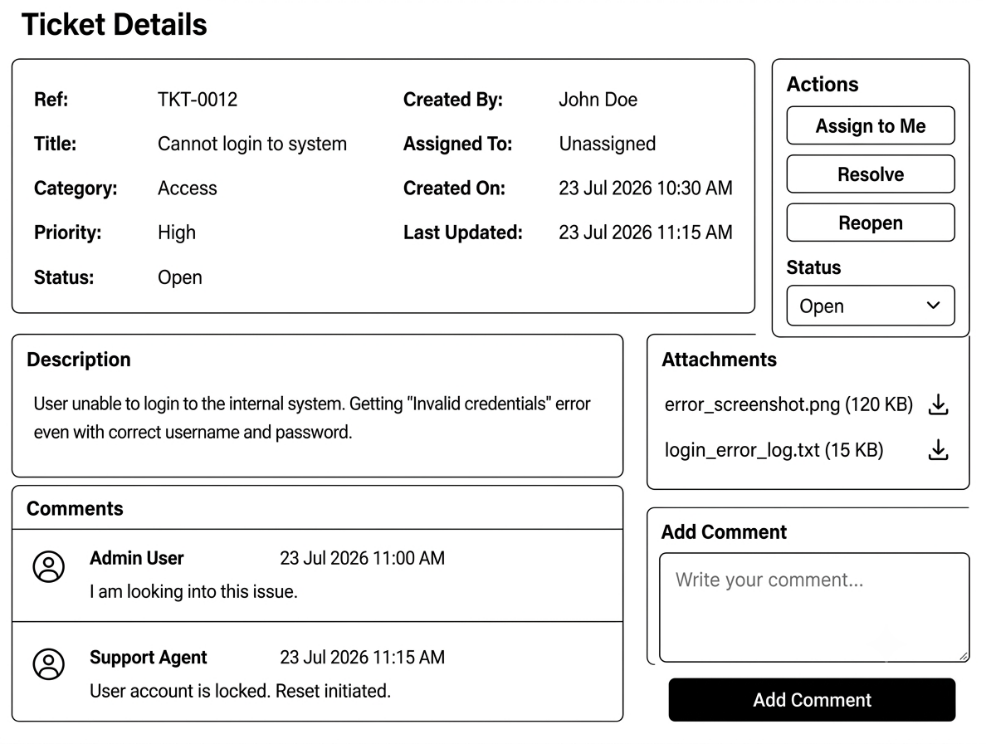 Ticket Details
Ref: TKT-0012 Created By: John Doe
Title: Cannot login to system Assigned To: Unassigned
Category: Access Created On: 23 Jul 2026 10:30 AM
Priority: High Last Updated: 23 Jul 2026 11:15 AM
Status: Open
Actions
Assign to Me
Resolve
Reopen
Status
Open
Description
User unable to login to the internal system. Getting "Invalid credentials" error
even with correct username and password.
Attachments
error_screenshot.png (120 KB)
login_error_log.txt (15 KB)
Comments
Admin User 23 Jul 2026 11:00 AM
I am looking into this issue.
Support Agent 23 Jul 2026 11:15 AM
User account is locked. Reset initiated.
Add Comment
Write your comment...
Add Comment